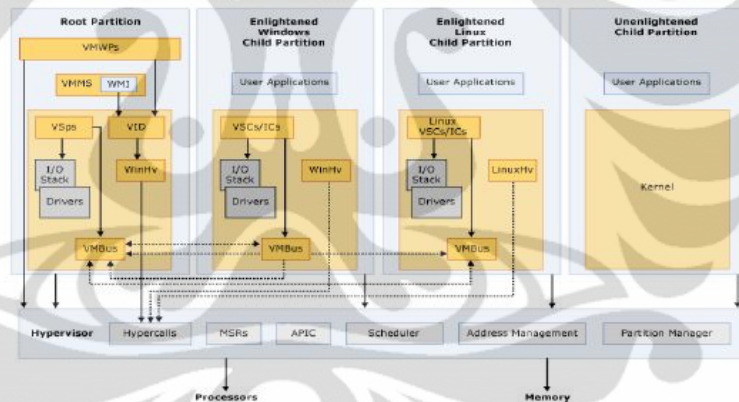 Root Partition
Enlightened
Windows
Child Partition
Enlightened
Linux
Child Partition
Unenlightened
Child Partition
VMWPs
VMMS
WMI
User Applications
User Applications
User Applications
VSps
VID
VSCs/ICs
Linux
VSCs/ICs
I/O
Stack
Drivers
WinHv
I/O
Stack
Drivers
WinHv
I/O
Stack
Drivers
LinuxHv
Kernel
VMBus
VMBus
VMBus
Hypervisor
Hypercalls
MSRs
APIC
Scheduler
Address Management
Partition Manager
Processors
Memory